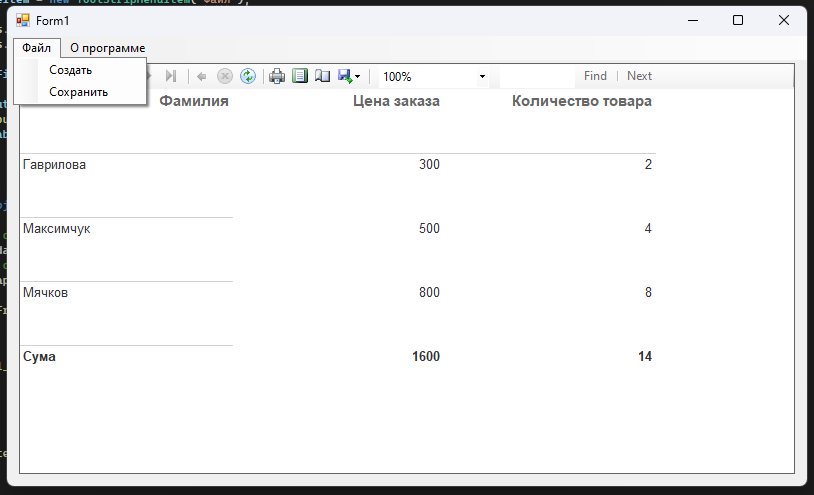 Form1
Файл О программе
Создать
Сохранить
100% Find | Next
Фамилия Цена заказа Количество товара
Гаврилова 300 2
Максимчук 500 4
Мячков 800 8
Сума 1600 14